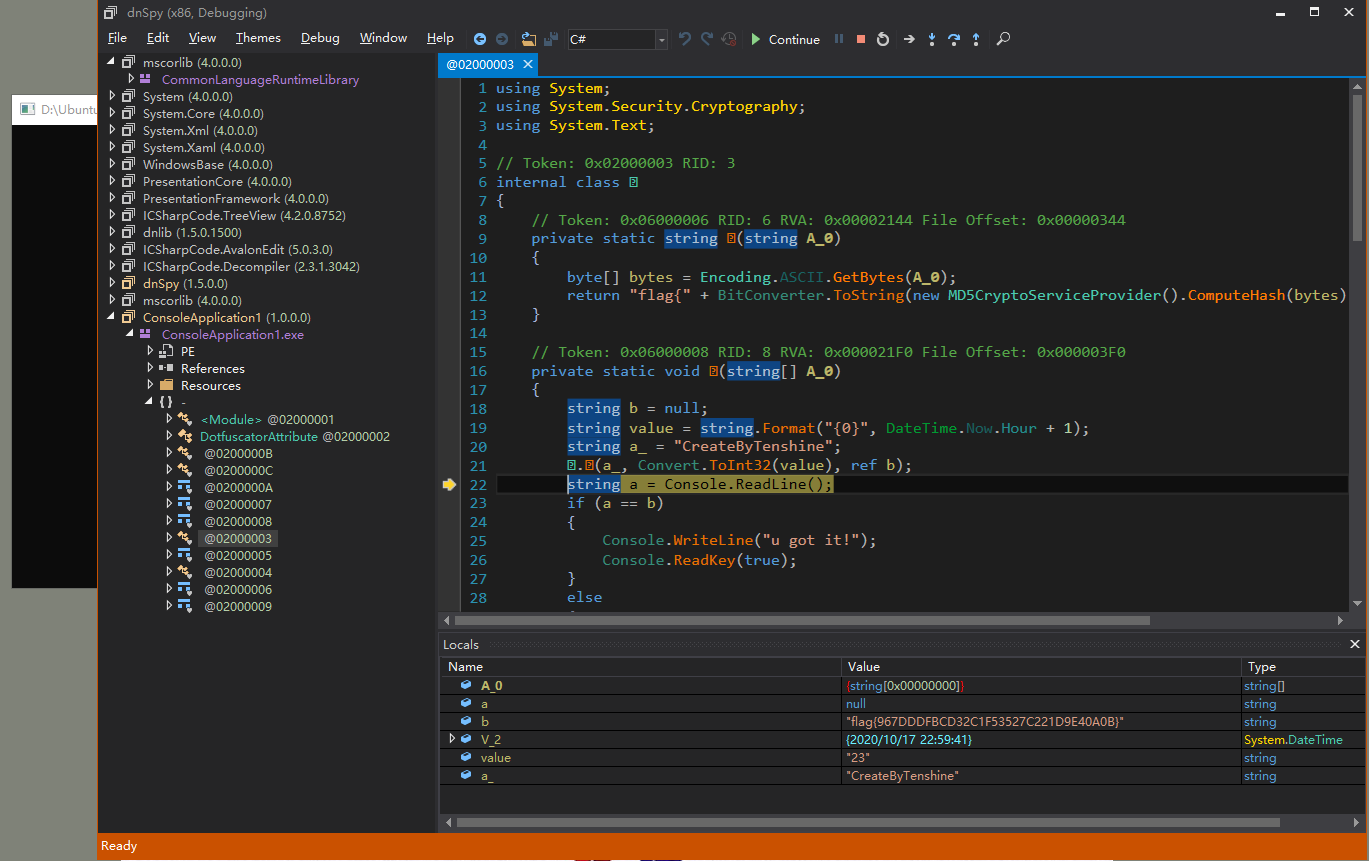 dnSpy (x86, Debugging)
File Edit View Themes Debug Window Help C# Continue
D:\Ubuntu
mscorlib (4.0.0.0)
CommonLanguageRuntimeLibrary
System (4.0.0.0)
System.Core (4.0.0.0)
System.Xml (4.0.0.0)
System.Xaml (4.0.0.0)
WindowsBase (4.0.0.0)
PresentationCore (4.0.0.0)
PresentationFramework (4.0.0.0)
ICSharpCode.TreeView (4.2.0.8752)
dnlib (1.5.0.1500)
ICSharpCode.AvalonEdit (5.0.3.0)
ICSharpCode.Decompiler (2.3.1.3042)
dnSpy (1.5.0.0)
mscorlib (4.0.0.0)
ConsoleApplication1 (1.0.0.0)
ConsoleApplication1.exe
PE
References
Resources
{ } -
<Module> @02000001
DotfuscatorAttribute @02000002
@0200000B
@0200000C
@0200000A
@02000007
@02000008
@02000003
@02000005
@02000004
@02000006
@02000009
@02000003
1 using System;
2 using System.Security.Cryptography;
3 using System.Text;
4
5 // Token: 0x02000003 RID: 3
6 internal class
7 {
8 // Token: 0x06000006 RID: 6 RVA: 0x00002144 File Offset: 0x00000344
9 private static string (string A_0)
10 {
11 byte[] bytes = Encoding.ASCII.GetBytes(A_0);
12 return "flag{" + BitConverter.ToString(new MD5CryptoServiceProvider().ComputeHash(bytes)
13 }
14
15 // Token: 0x06000008 RID: 8 RVA: 0x000021F0 File Offset: 0x000003F0
16 private static void (string[] A_0)
17 {
18 string b = null;
19 string value = string.Format("{0}", DateTime.Now.Hour + 1);
20 string a_ = "CreateByTenshine";
21 .(a_, Convert.ToInt32(value), ref b);
22 string a = Console.ReadLine();
23 if (a == b)
24 {
25 Console.WriteLine("u got it!");
26 Console.ReadKey(true);
27 }
28 else
Locals
Name Value Type
A_0 {string[0x00000000]} string[]
a null string
b "flag{967DDDFBCD32C1F53527C221D9E40A0B}" string
V_2 {2020/10/17 22:59:41} System.DateTime
value "23" string
a_ "CreateByTenshine" string
Ready